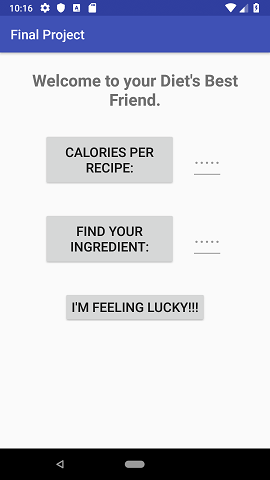 10:16
Final Project
Welcome to your Diet's Best
Friend.
CALORIES PER
RECIPE:
.....
FIND YOUR
INGREDIENT:
.....
I'M FEELING LUCKY!!!